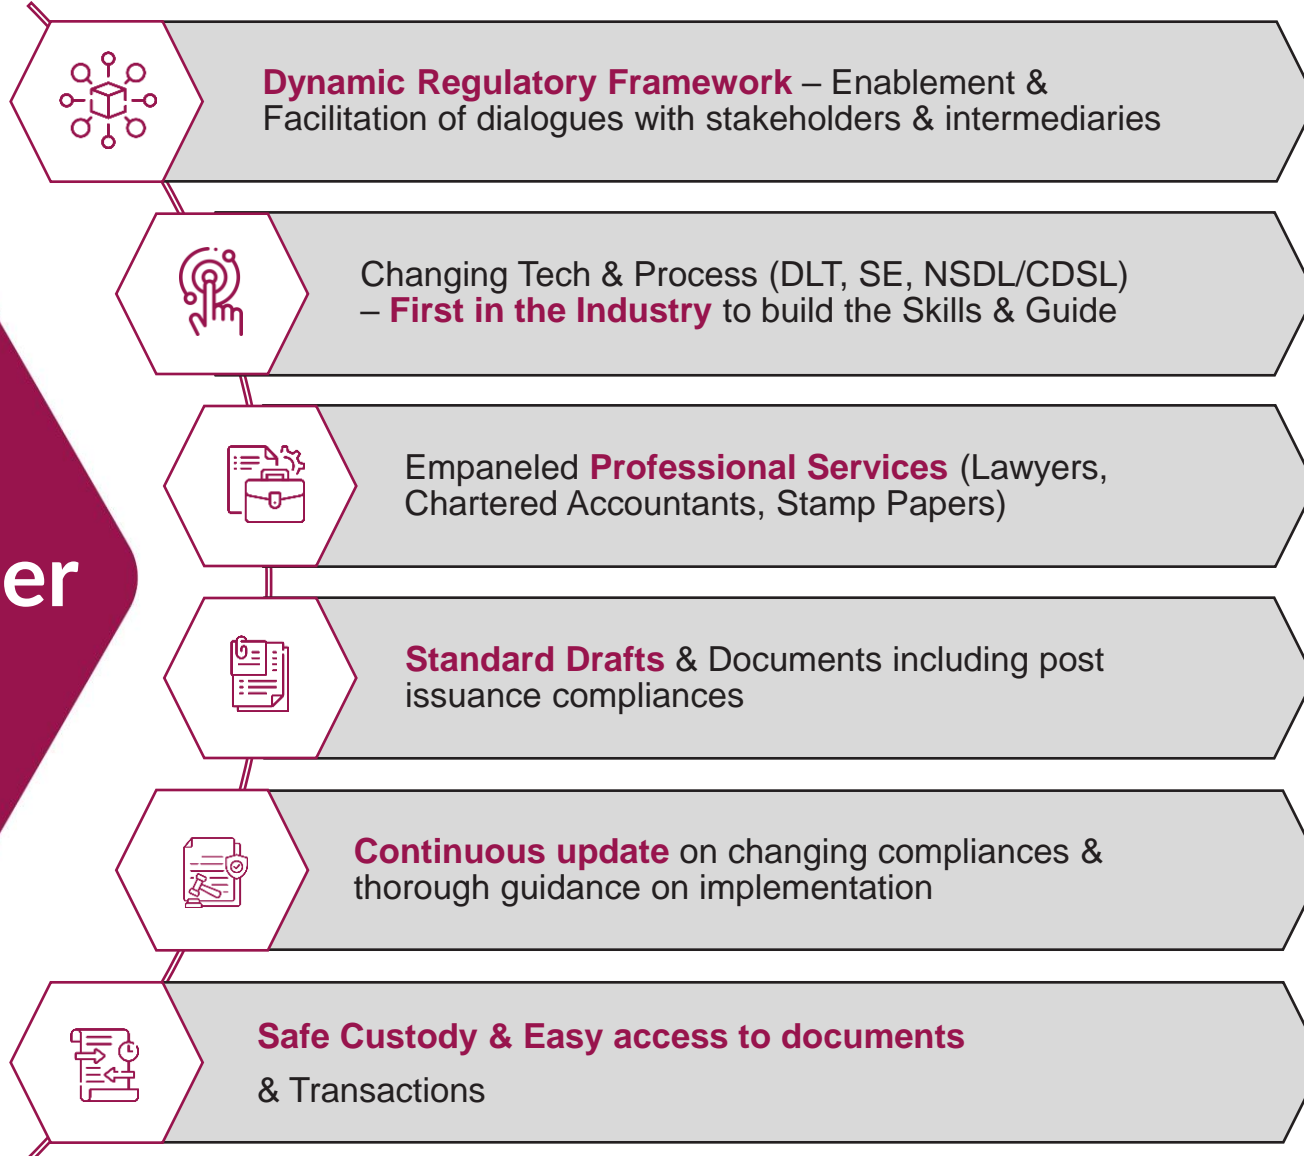 Dynamic Regulatory Framework – Enablement &
Facilitation of dialogues with stakeholders & intermediaries
Changing Tech & Process (DLT, SE, NSDL/CDSL)
– First in the Industry to build the Skills & Guide
Empaneled Professional Services (Lawyers,
Chartered Accountants, Stamp Papers)
er
Standard Drafts & Documents including post
issuance compliances
Continuous update on changing compliances &
thorough guidance on implementation
Safe Custody & Easy access to documents
& Transactions